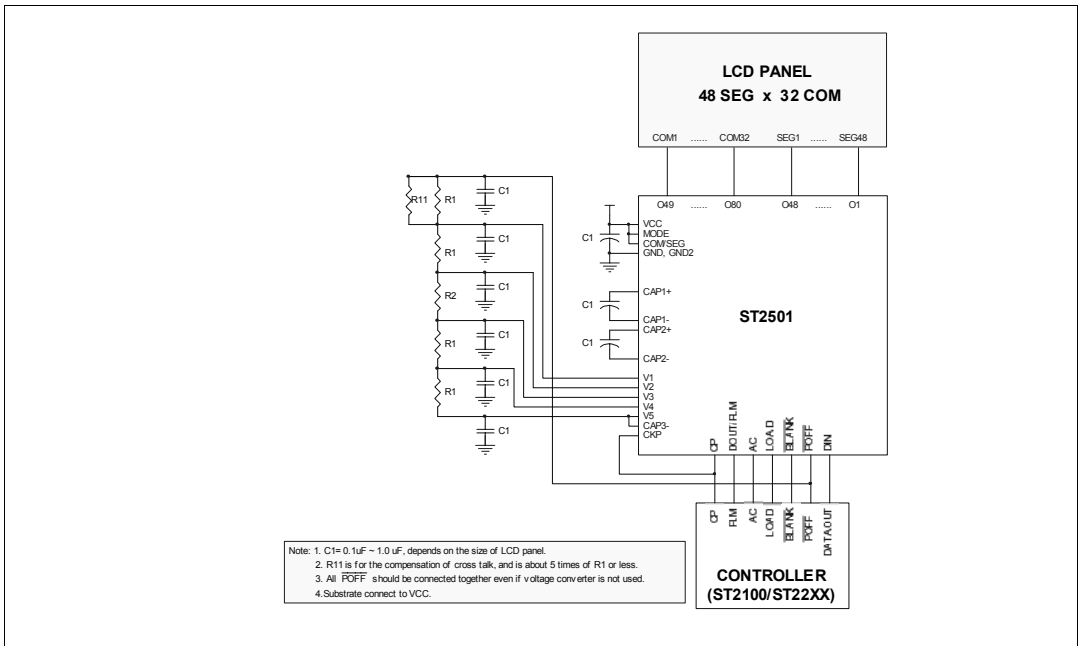 LCD PANEL
48 SEG x 32 COM
COM1 ...... COM32 SEG1 ...... SEG48
O49 ...... O80 O48 ...... O1
R11
R1
C1
C1
R1
C1
R2
C1
R1
C1
R1
C1
C1
VCC
MODE
COM/SEG
GND, GND2
C1
CAP1+
CAP1-
C1
CAP2+
CAP2-
ST2501
V1
V2
V3
V4
V5
CAP3-
CKP
CP DOUT/FLM AC LOAD BLANK POFF DIN
CP FLM AC LOAD BLANK POFF DATAOUT
CONTROLLER
(ST2100/ST22XX)
Note: 1. C1= 0.1uF ~ 1.0 uF, depends on the size of LCD panel.
2. R11 is for the compensation of cross talk, and is about 5 times of R1 or less.
3. All POFF should be connected together even if voltage converter is not used.
4.Substrate connect to VCC.